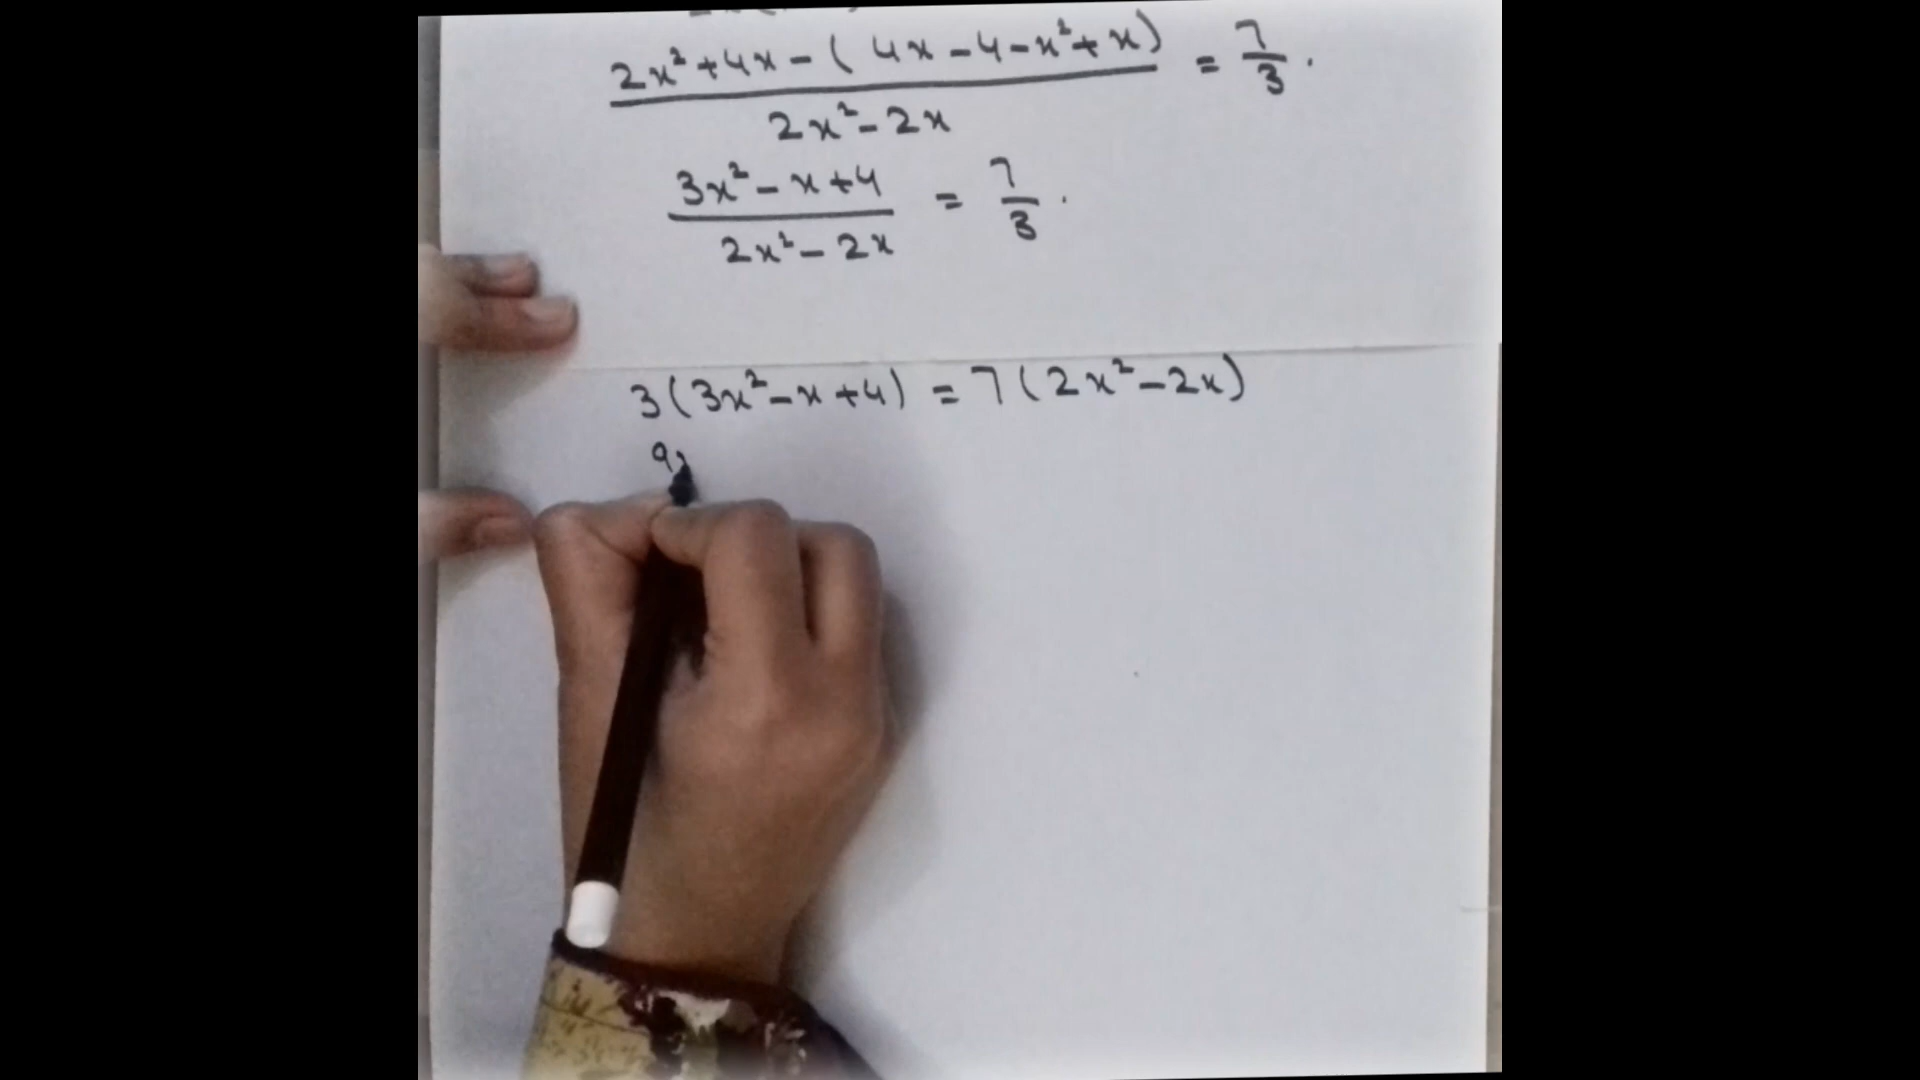 2x²+4x-(4x-4-x²+x) / 2x²-2x = 7/3.
3x²-x+4 / 2x²-2x = 7/3.
3(3x²-x+4) = 7(2x²-2x)
9